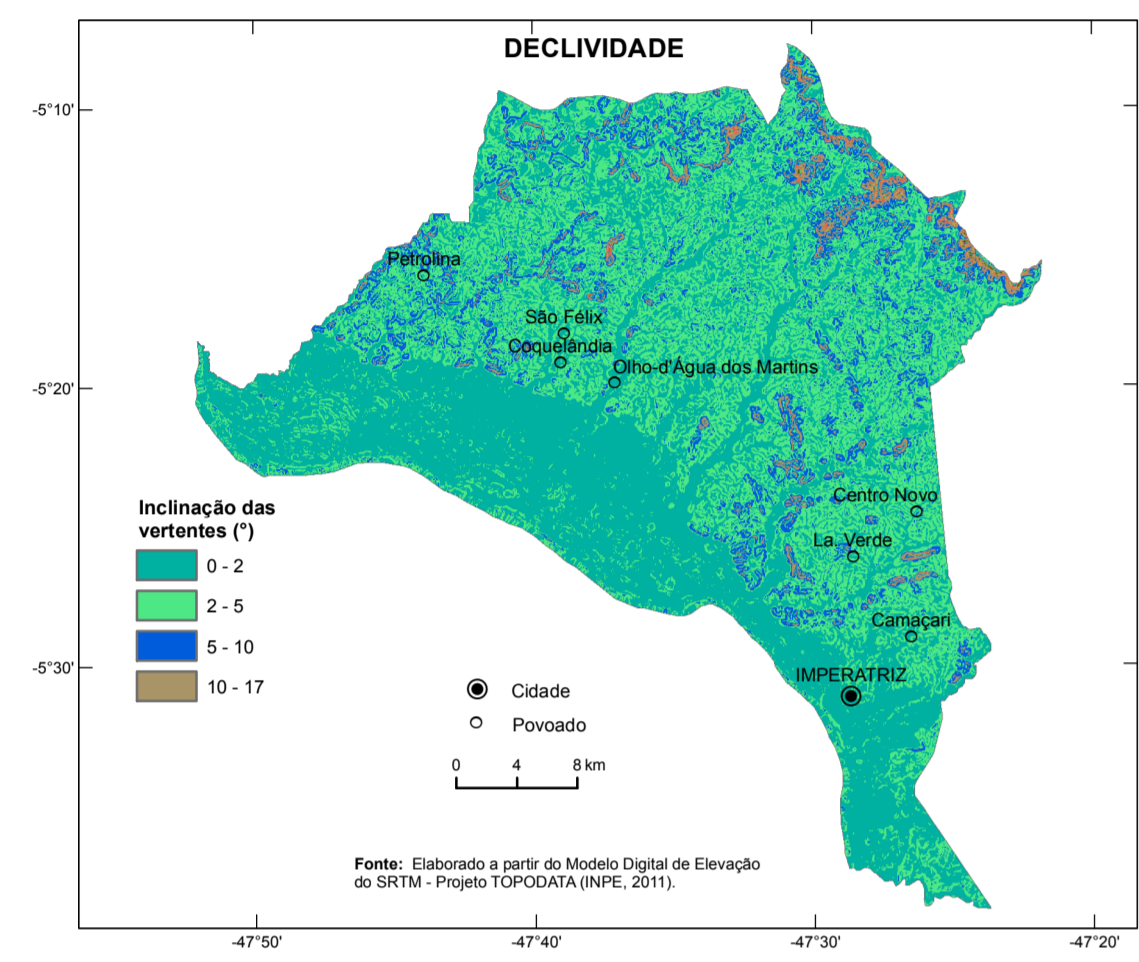 DECLIVIDADE
-5°10'
Petrolina
São Félix
Coquelândia
Olho-d'Água dos Martins
-5°20'
Centro Novo
La. Verde
Camaçari
IMPERATRIZ
-5°30'
Inclinação das
vertentes (°)
0 - 2
2 - 5
5 - 10
10 - 17
Cidade
Povoado
0 4 8 km
Fonte: Elaborado a partir do Modelo Digital de Elevação
do SRTM - Projeto TOPODATA (INPE, 2011).
-47°50' -47°40' -47°30' -47°20'